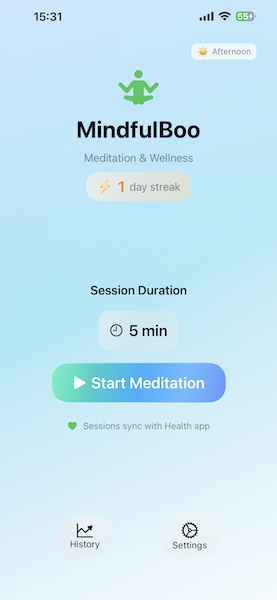 15:31
55
Afternoon
MindfulBoo
Meditation & Wellness
1 day streak
Session Duration
5 min
Start Meditation
Sessions sync with Health app
History
Settings